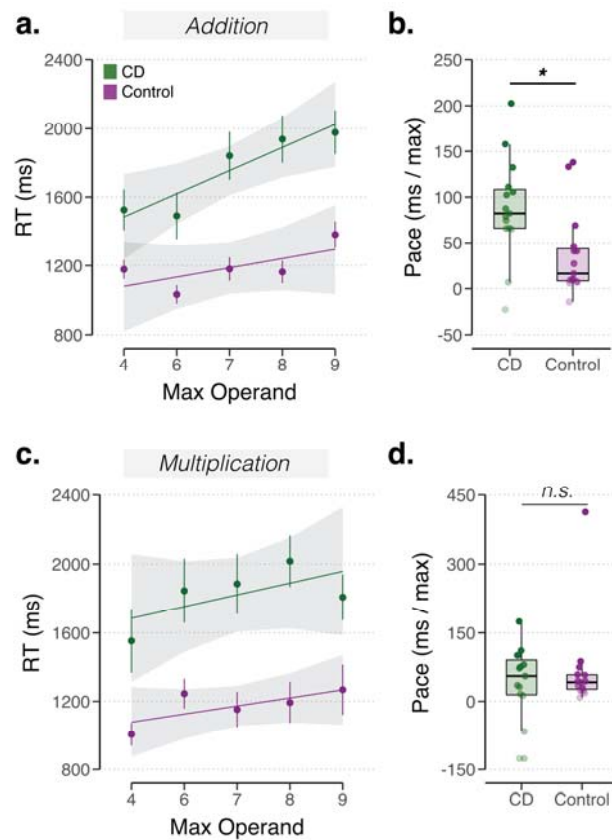 a.
Addition
2400
2000
1600
1200
800
RT (ms)
CD
Control
4 6 7 8 9
Max Operand
b.
250
200
150
100
50
0
-50
Pace (ms / max)
*
CD Control
c.
Multiplication
2400
2000
1600
1200
800
RT (ms)
4 6 7 8 9
Max Operand
d.
450
300
150
0
-150
Pace (ms / max)
n.s.
CD Control